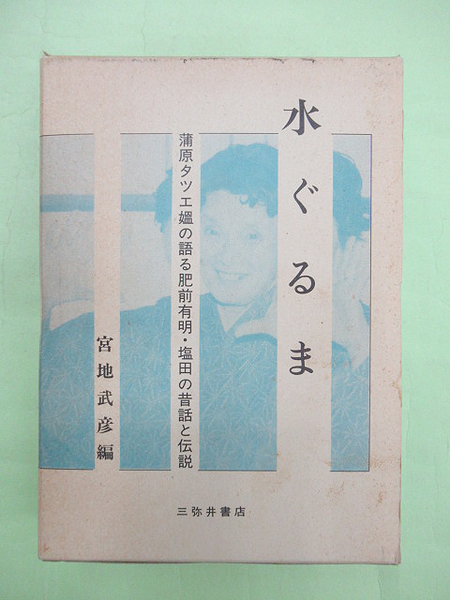 水ぐるま
蒲原タツエ媼の語る肥前有明・塩田の昔話と伝説
宮地武彦編
三弥井書店